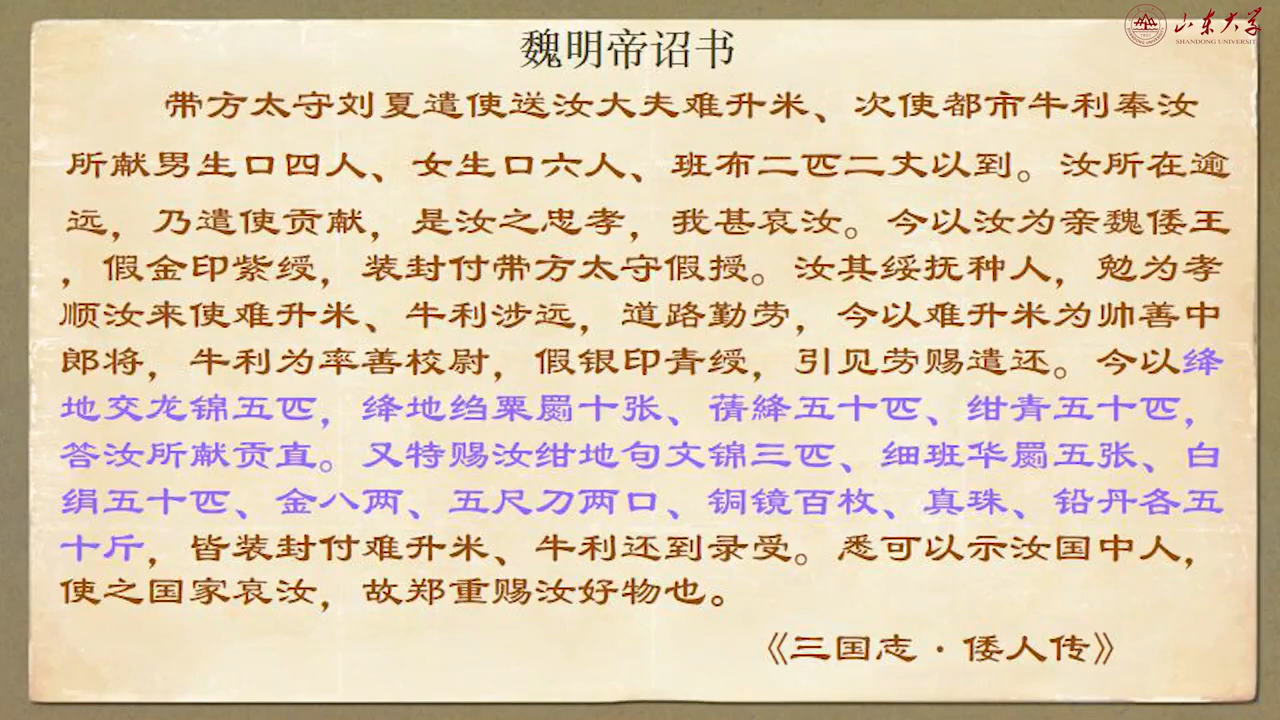 山东大学
SHANDONG UNIVERSITY
魏明帝诏书
带方太守刘夏遣使送汝大夫难升米、次使都市牛利奉汝
所献男生口四人、女生口六人、班布二匹二丈以到。汝所在逾
远，乃遣使贡献，是汝之忠孝，我甚哀汝。今以汝为亲魏倭王
，假金印紫绶，装封付带方太守假授。汝其绥抚种人，勉为孝
顺汝来使难升米、牛利涉远，道路勤劳，今以难升米为帅善中
郎将，牛利为率善校尉，假银印青绶，引见劳赐遣还。今以绛
地交龙锦五匹，绛地绉粟罽十张、蒨絳五十匹、绀青五十匹，
答汝所献贡直。又特赐汝绀地句文锦三匹、细班华罽五张、白
绢五十匹、金八两、五尺刀两口、铜镜百枚、真珠、铅丹各五
十斤，皆装封付难升米、牛利还到录受。悉可以示汝国中人，
使之国家哀汝，故郑重赐汝好物也。
《三国志·倭人传》